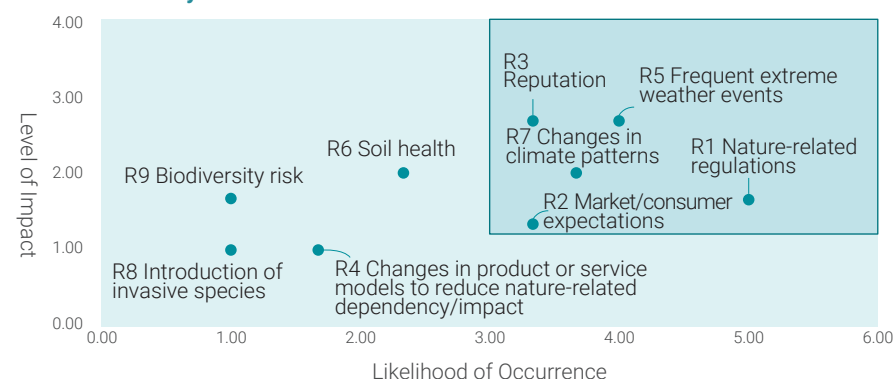 4.00
3.00
2.00
1.00
0.00
Level of Impact
R3
Reputation
R5 Frequent extreme
weather events
R7 Changes in
climate patterns
R1 Nature-related
regulations
R6 Soil health
R9 Biodiversity risk
R2 Market/consumer
expectations
R8 Introduction of
invasive species
R4 Changes in product or service
models to reduce nature-related
dependency/impact
0.00 1.00 2.00 3.00 4.00 5.00 6.00
Likelihood of Occurrence